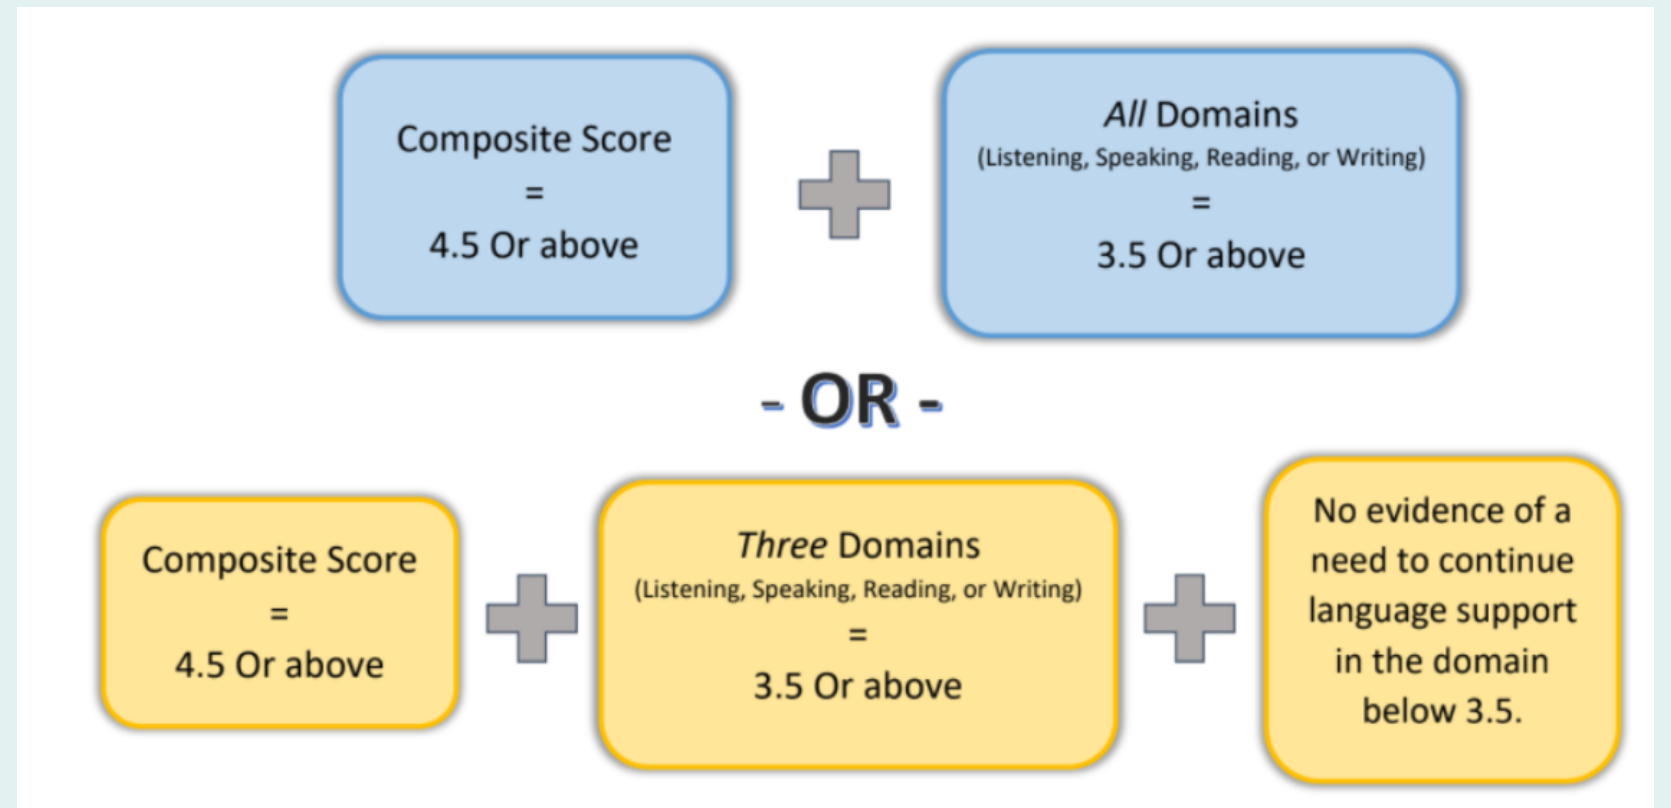 Composite Score
=
4.5 Or above
All Domains
(Listening, Speaking, Reading, or Writing)
=
3.5 Or above
- OR -
Composite Score
=
4.5 Or above
Three Domains
(Listening, Speaking, Reading, or Writing)
=
3.5 Or above
No evidence of a
need to continue
language support
in the domain
below 3.5.